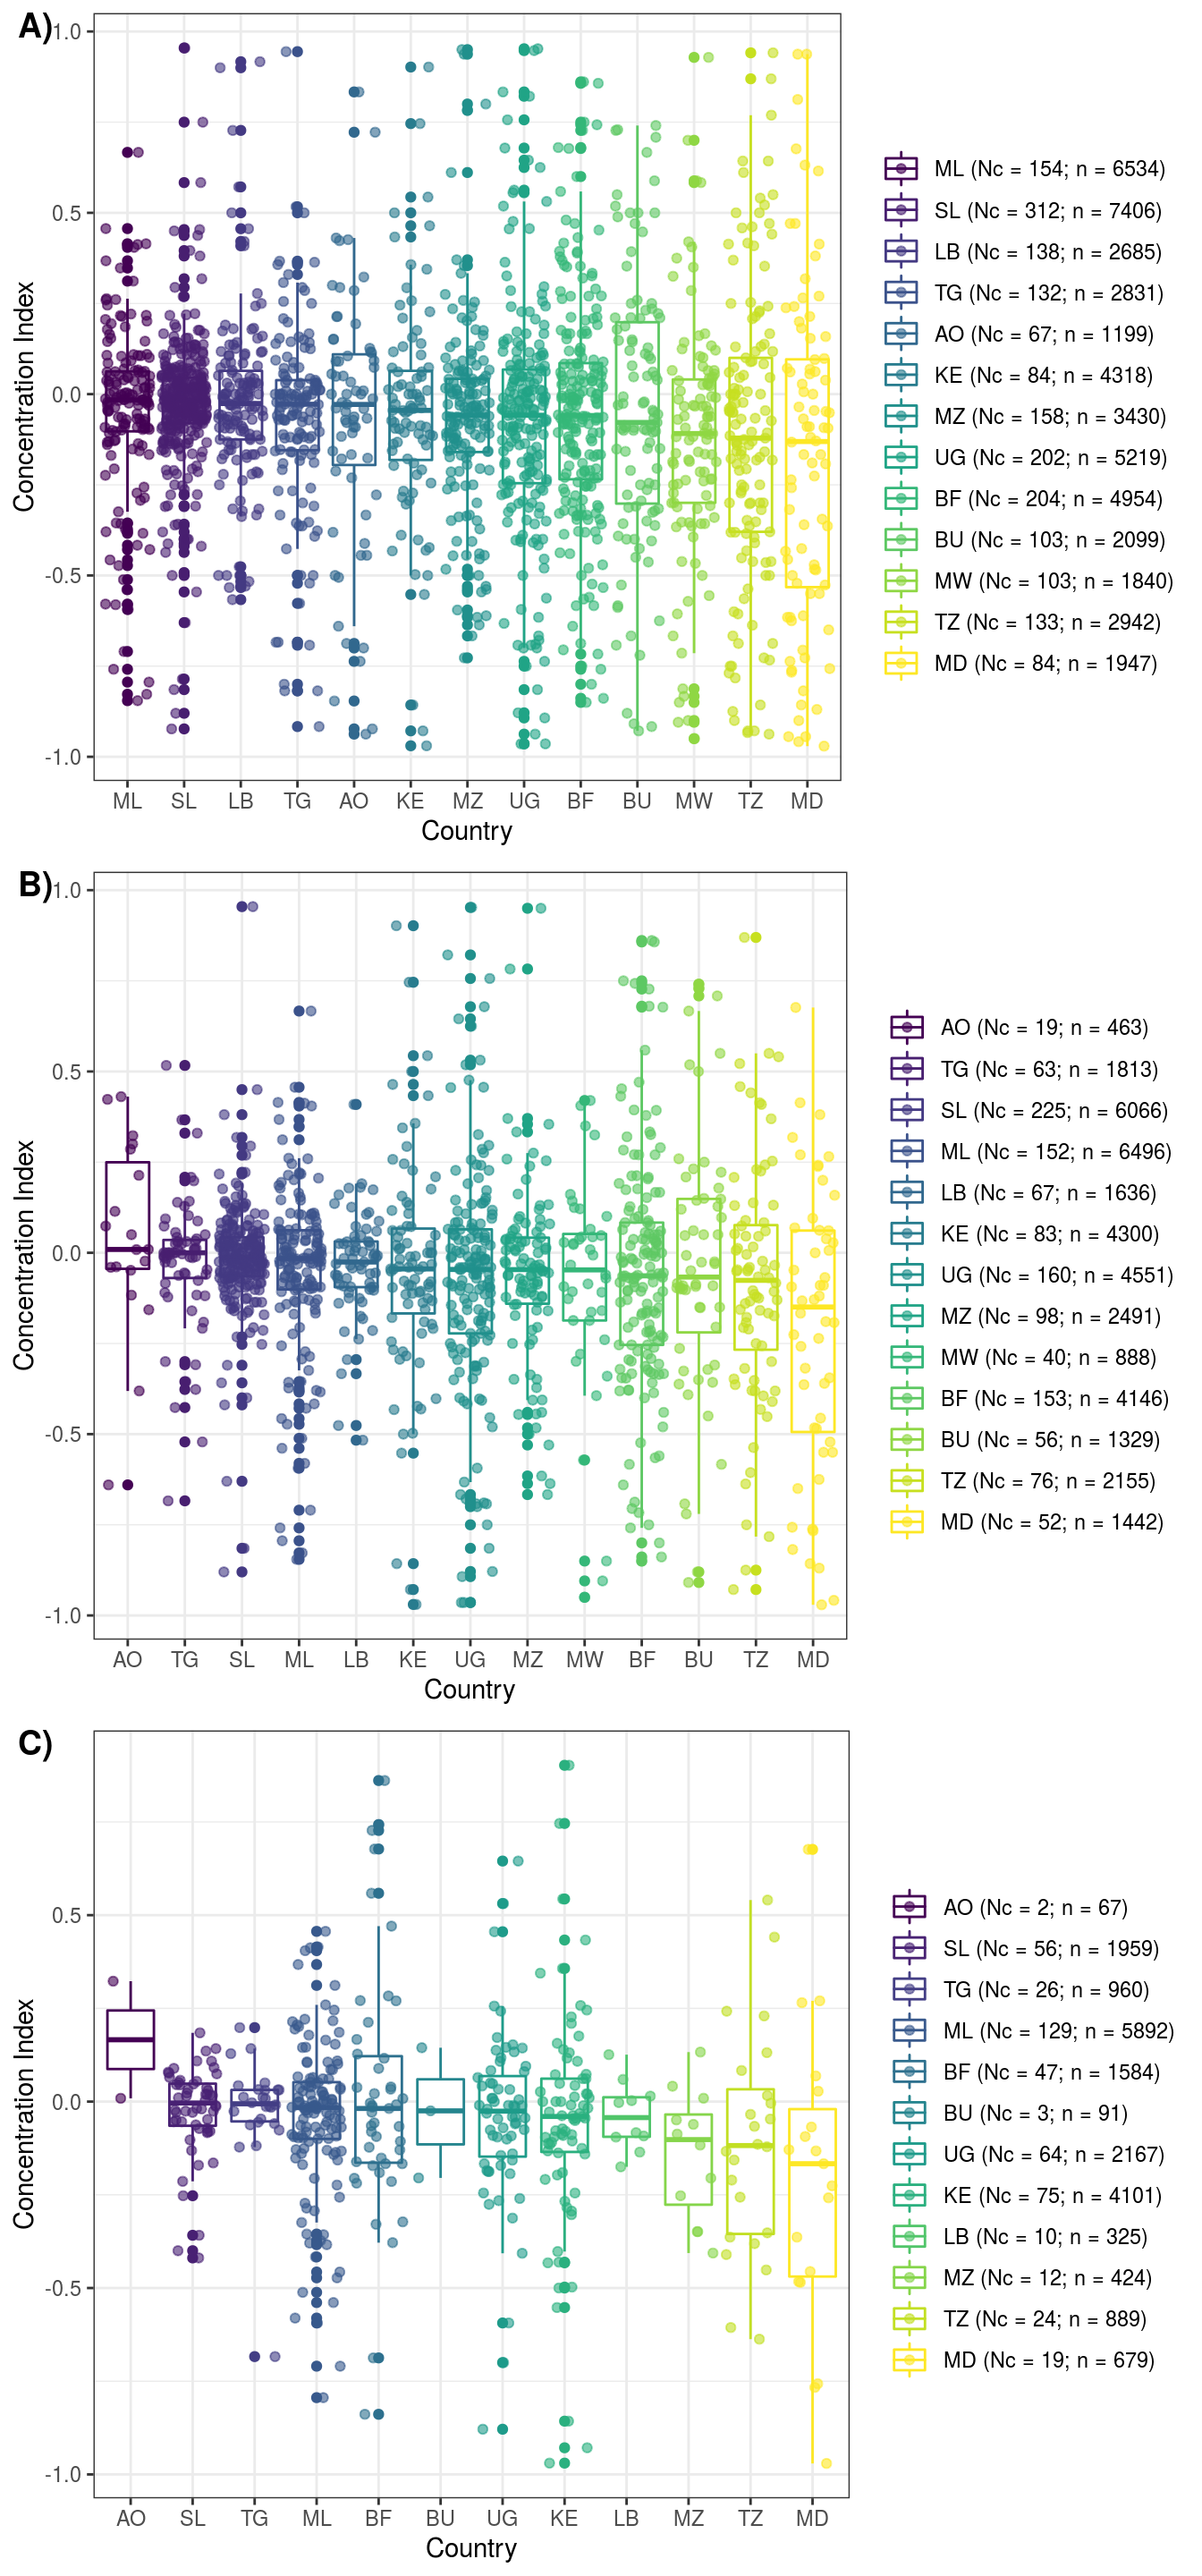 A)
1.0
0.5
0.0
-0.5
-1.0
Concentration Index
ML SL LB TG AO KE MZ UG BF BU MW TZ MD
Country
ML (Nc = 154; n = 6534)
SL (Nc = 312; n = 7406)
LB (Nc = 138; n = 2685)
TG (Nc = 132; n = 2831)
AO (Nc = 67; n = 1199)
KE (Nc = 84; n = 4318)
MZ (Nc = 158; n = 3430)
UG (Nc = 202; n = 5219)
BF (Nc = 204; n = 4954)
BU (Nc = 103; n = 2099)
MW (Nc = 103; n = 1840)
TZ (Nc = 133; n = 2942)
MD (Nc = 84; n = 1947)
B)
1.0
0.5
0.0
-0.5
-1.0
Concentration Index
AO TG SL ML LB KE UG MZ MW BF BU TZ MD
Country
AO (Nc = 19; n = 463)
TG (Nc = 63; n = 1813)
SL (Nc = 225; n = 6066)
ML (Nc = 152; n = 6496)
LB (Nc = 67; n = 1636)
KE (Nc = 83; n = 4300)
UG (Nc = 160; n = 4551)
MZ (Nc = 98; n = 2491)
MW (Nc = 40; n = 888)
BF (Nc = 153; n = 4146)
BU (Nc = 56; n = 1329)
TZ (Nc = 76; n = 2155)
MD (Nc = 52; n = 1442)
C)
0.5
0.0
-0.5
-1.0
Concentration Index
AO SL TG ML BF BU UG KE LB MZ TZ MD
Country
AO (Nc = 2; n = 67)
SL (Nc = 56; n = 1959)
TG (Nc = 26; n = 960)
ML (Nc = 129; n = 5892)
BF (Nc = 47; n = 1584)
BU (Nc = 3; n = 91)
UG (Nc = 64; n = 2167)
KE (Nc = 75; n = 4101)
LB (Nc = 10; n = 325)
MZ (Nc = 12; n = 424)
TZ (Nc = 24; n = 889)
MD (Nc = 19; n = 679)